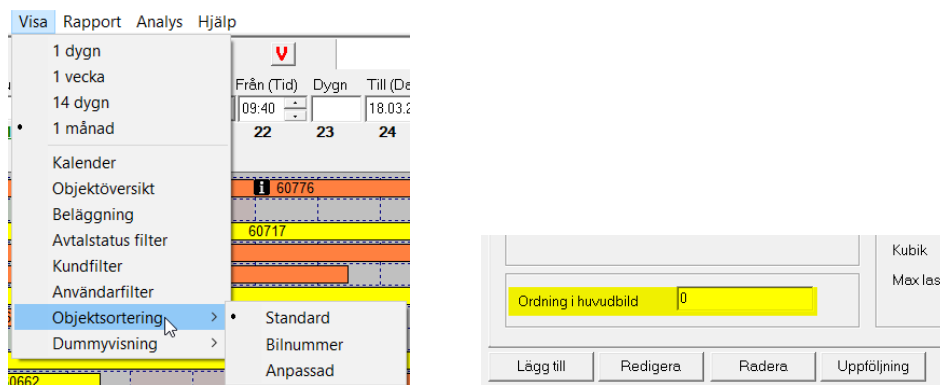 Visa Rapport Analys Hjälp
1 dygn
1 vecka
14 dygn
1 månad
Kalender
Objektöversikt
Beläggning
Avtalstatus filter
Kundfilter
Användarfilter
Objektsortering
Dummyvisning
Standard
Bilnummer
Anpassad
V
Från (Tid) Dygn Till (Da
09:40 18.03.2
22 23 24
i 60776
60717
0662
Kubik
Max las
Ordning i huvudbild 0
Lägg till Redigera Radera Uppföljning